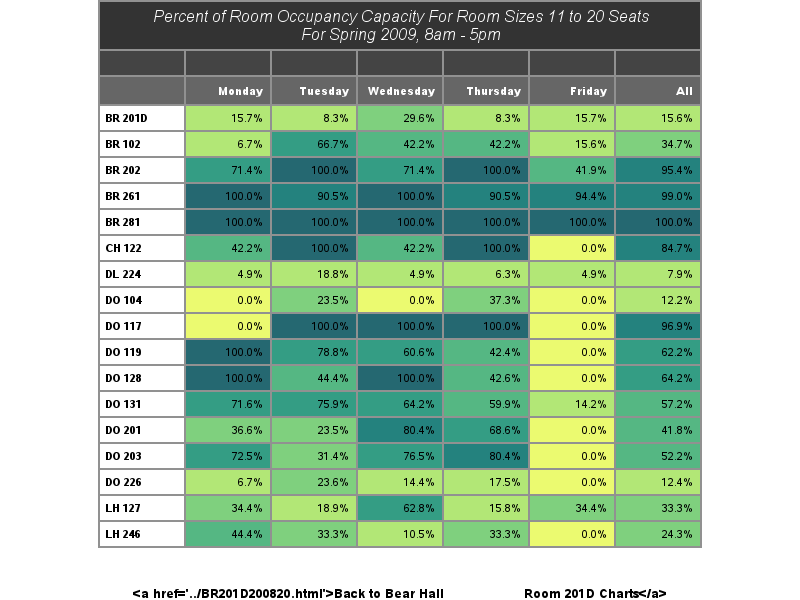 Percent of Room Occupancy Capacity For Room Sizes 11 to 20 Seats
For Spring 2009, 8am - 5pm
Monday Tuesday Wednesday Thursday Friday All
BR 201D 15.7% 8.3% 29.6% 8.3% 15.7% 15.6%
BR 102 6.7% 66.7% 42.2% 42.2% 15.6% 34.7%
BR 202 71.4% 100.0% 71.4% 100.0% 41.9% 95.4%
BR 261 100.0% 90.5% 100.0% 90.5% 94.4% 99.0%
BR 281 100.0% 100.0% 100.0% 100.0% 100.0% 100.0%
CH 122 42.2% 100.0% 42.2% 100.0% 0.0% 84.7%
DL 224 4.9% 18.8% 4.9% 6.3% 4.9% 7.9%
DO 104 0.0% 23.5% 0.0% 37.3% 0.0% 12.2%
DO 117 0.0% 100.0% 100.0% 100.0% 0.0% 96.9%
DO 119 100.0% 78.8% 60.6% 42.4% 0.0% 62.2%
DO 128 100.0% 44.4% 100.0% 42.6% 0.0% 64.2%
DO 131 71.6% 75.9% 64.2% 59.9% 14.2% 57.2%
DO 201 36.6% 23.5% 80.4% 68.6% 0.0% 41.8%
DO 203 72.5% 31.4% 76.5% 80.4% 0.0% 52.2%
DO 226 6.7% 23.6% 14.4% 17.5% 0.0% 12.4%
LH 127 34.4% 18.9% 62.8% 15.8% 34.4% 33.3%
LH 246 44.4% 33.3% 10.5% 33.3% 0.0% 24.3%
<a href='../BR201D200820.html'>Back to Bear Hall Room 201D Charts</a>